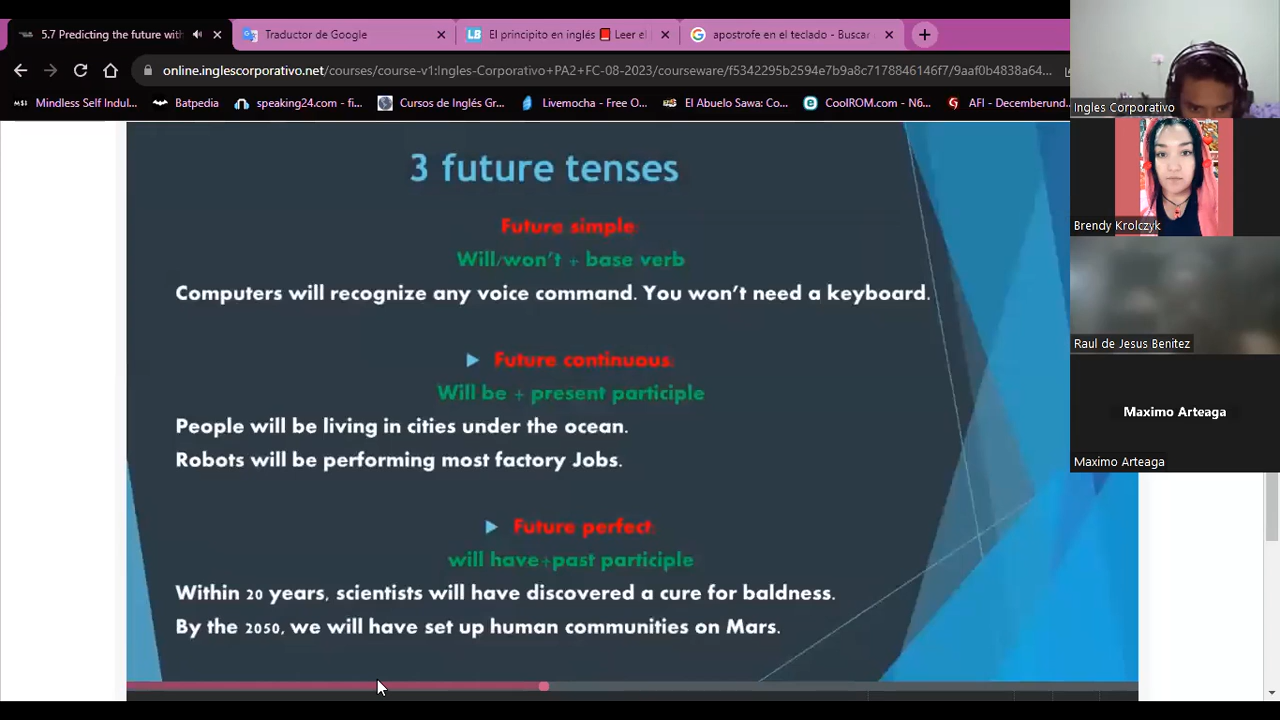 5.7 Predicting the future with
Traductor de Google
LB El principito en inglés 📕 Leer el
apostrofe en el teclado - Buscar
online.inglescorporativo.net/courses/course-v1:Ingles-Corporativo+PA2+FC-08-2023/courseware/f5342295b2594e7b9a8c7178846146f7/9aaf0b4838a64...
MSI Mindless Self Indul...
Batpedia
speaking24.com - fi...
Cursos de Inglés Gr...
Livemocha - Free O...
El Abuelo Sawa: Co...
CoolROM.com - N6...
AFI - Decemberund...
3 future tenses
Future simple
Will/won't + base verb
Computers will recognize any voice command. You won't need a keyboard.
Future continuous:
Will be + present participle
People will be living in cities under the ocean.
Robots will be performing most factory Jobs.
Future perfect:
will have+past participle
Within 20 years, scientists will have discovered a cure for baldness.
By the 2050, we will have set up human communities on Mars.
Ingles Corporativo
Brendy Krolczyk
Raul de Jesus Benitez
Maximo Arteaga
Maximo Arteaga